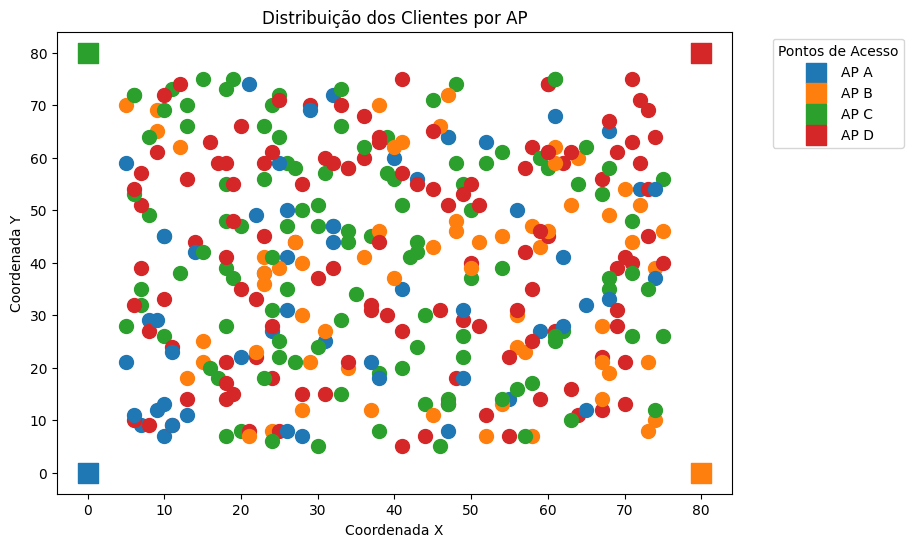 Distribuição dos Clientes por AP
Coordenada Y
80
70
60
50
40
30
20
10
0
0 10 20 30 40 50 60 70 80
Coordenada X
Pontos de Acesso
AP A
AP B
AP C
AP D